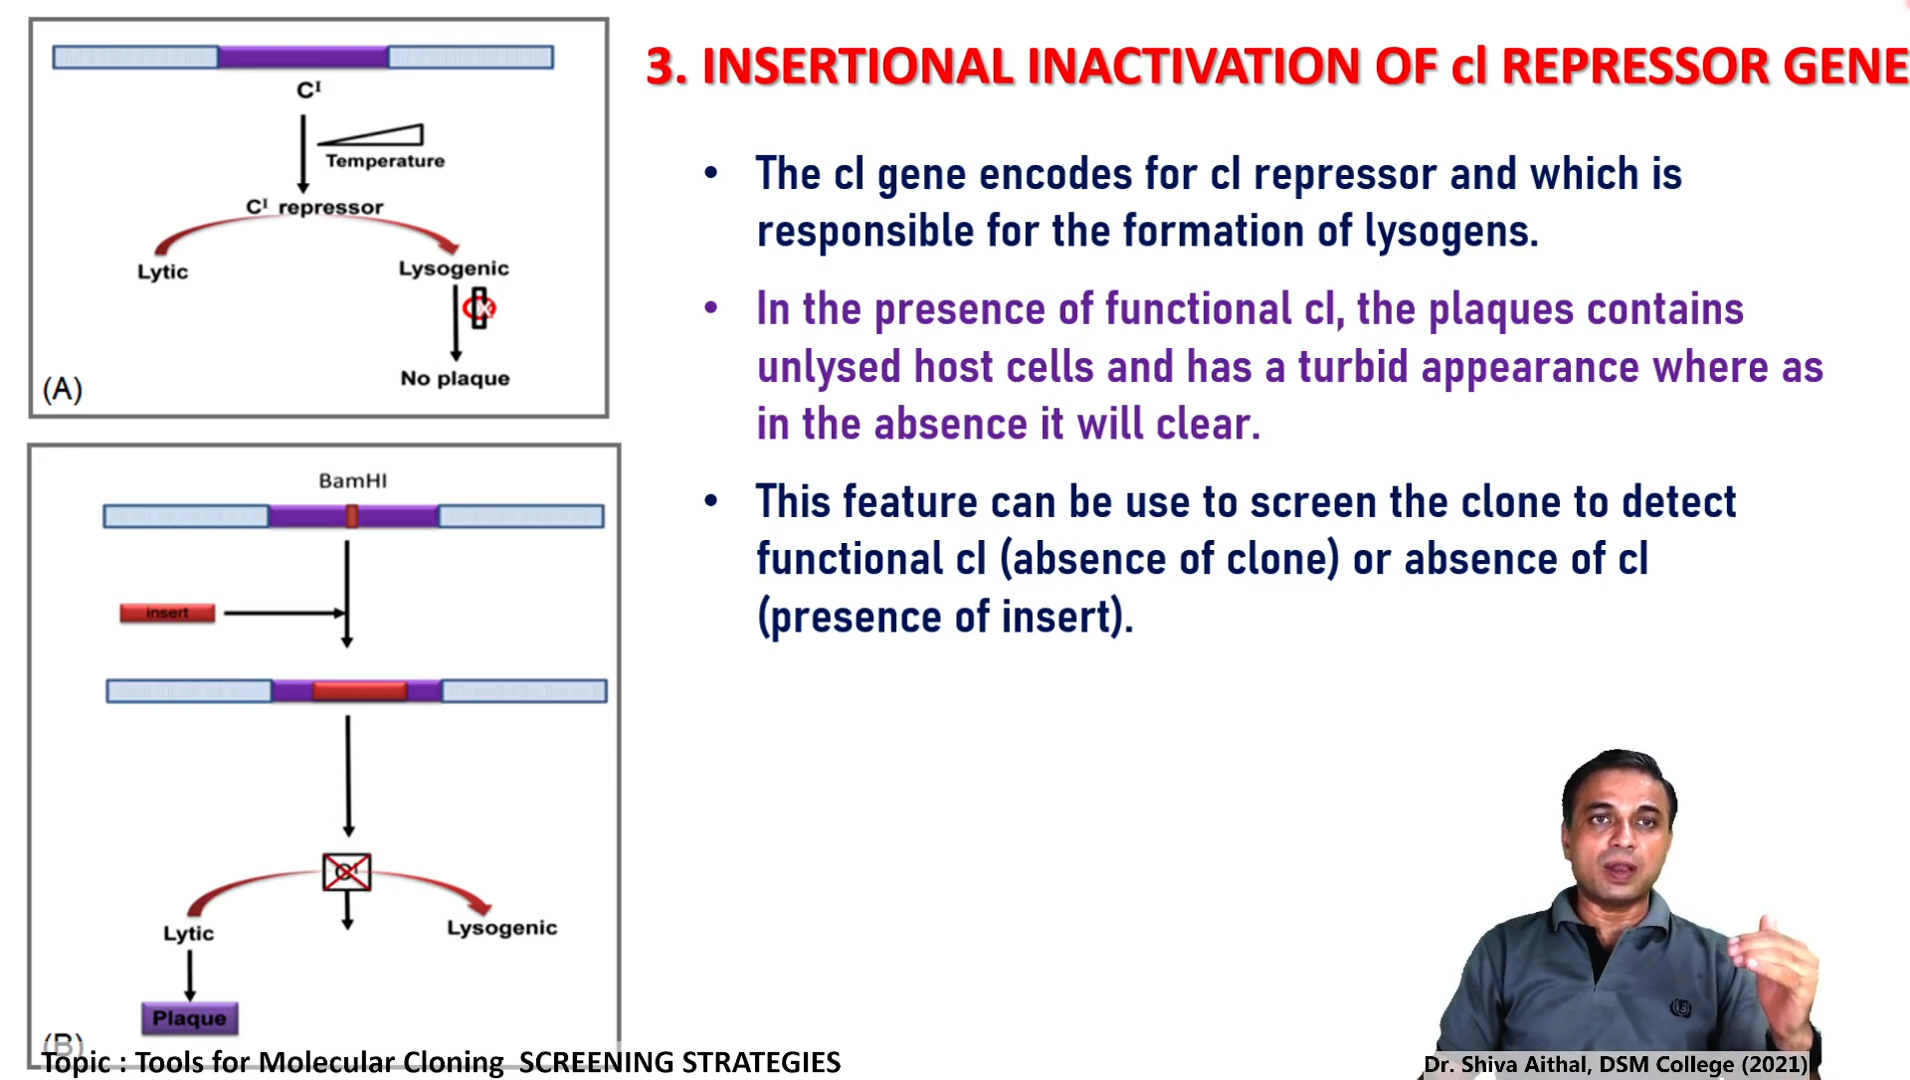 3. INSERTIONAL INACTIVATION OF cl REPRESSOR GENE
Cᴵ
Temperature
Cᴵ repressor
Lytic
Lysogenic
No plaque
(A)
BamHI
insert
Lytic
Lysogenic
Plaque
(B)
• The cl gene encodes for cl repressor and which is
responsible for the formation of lysogens.
• In the presence of functional cl, the plaques contains
unlysed host cells and has a turbid appearance where as
in the absence it will clear.
• This feature can be use to screen the clone to detect
functional cl (absence of clone) or absence of cl
(presence of insert).
Topic : Tools for Molecular Cloning SCREENING STRATEGIES
Dr. Shiva Aithal, DSM College (2021)